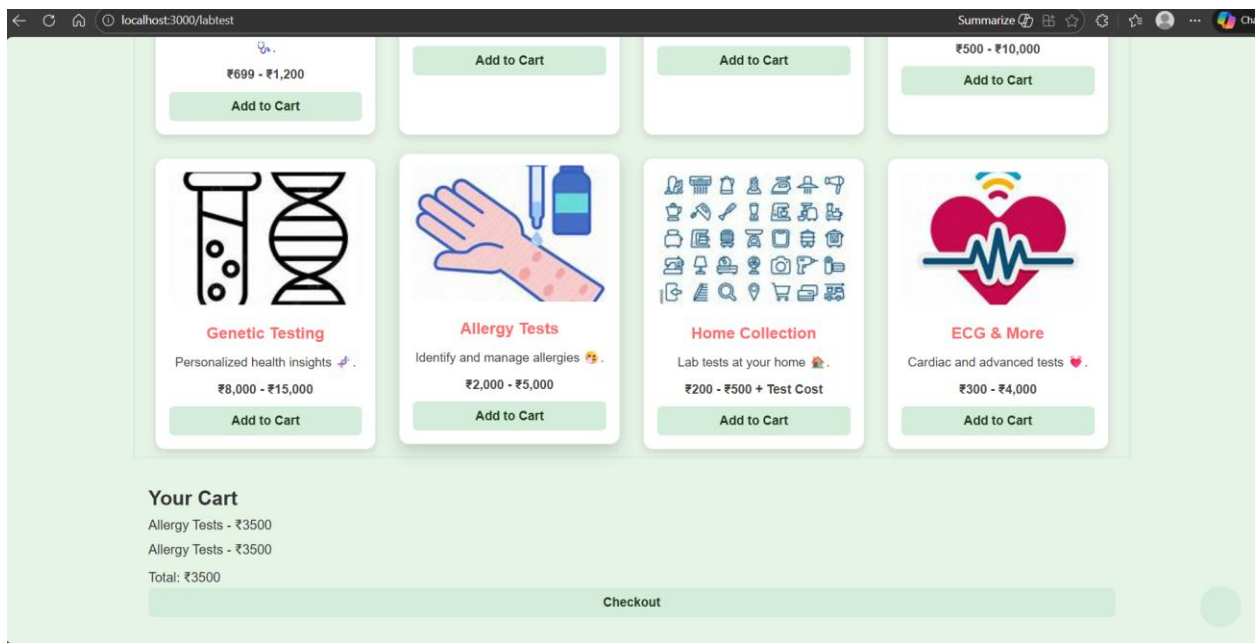 localhost:3000/labtest
Summarize
Cha
₹500 - ₹10,000
Add to Cart
Add to Cart
₹699 - ₹1,200
Add to Cart
Add to Cart
Genetic Testing
Personalized health insights 🧬.
₹8,000 - ₹15,000
Add to Cart
Allergy Tests
Identify and manage allergies 🤧.
₹2,000 - ₹5,000
Add to Cart
Home Collection
Lab tests at your home 🏠.
₹200 - ₹500 + Test Cost
Add to Cart
ECG & More
Cardiac and advanced tests 💓.
₹300 - ₹4,000
Add to Cart
Your Cart
Allergy Tests - ₹3500
Allergy Tests - ₹3500
Total: ₹3500
Checkout